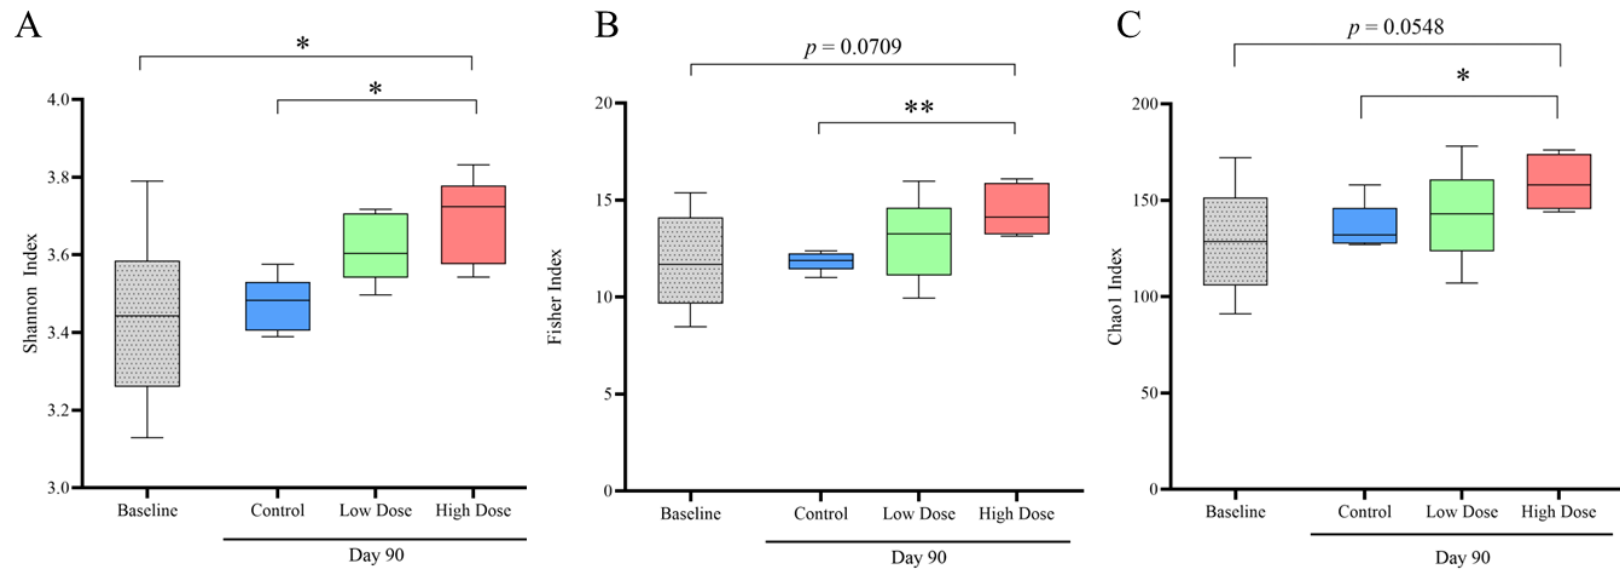 A
*
*
4.0
3.8
3.6
3.4
3.2
3.0
Shannon Index
Baseline
Control
Low Dose
High Dose
Day 90
B
p = 0.0709
**
20
15
10
5
0
Fisher Index
Baseline
Control
Low Dose
High Dose
Day 90
C
p = 0.0548
*
200
150
100
50
0
Chao1 Index
Baseline
Control
Low Dose
High Dose
Day 90